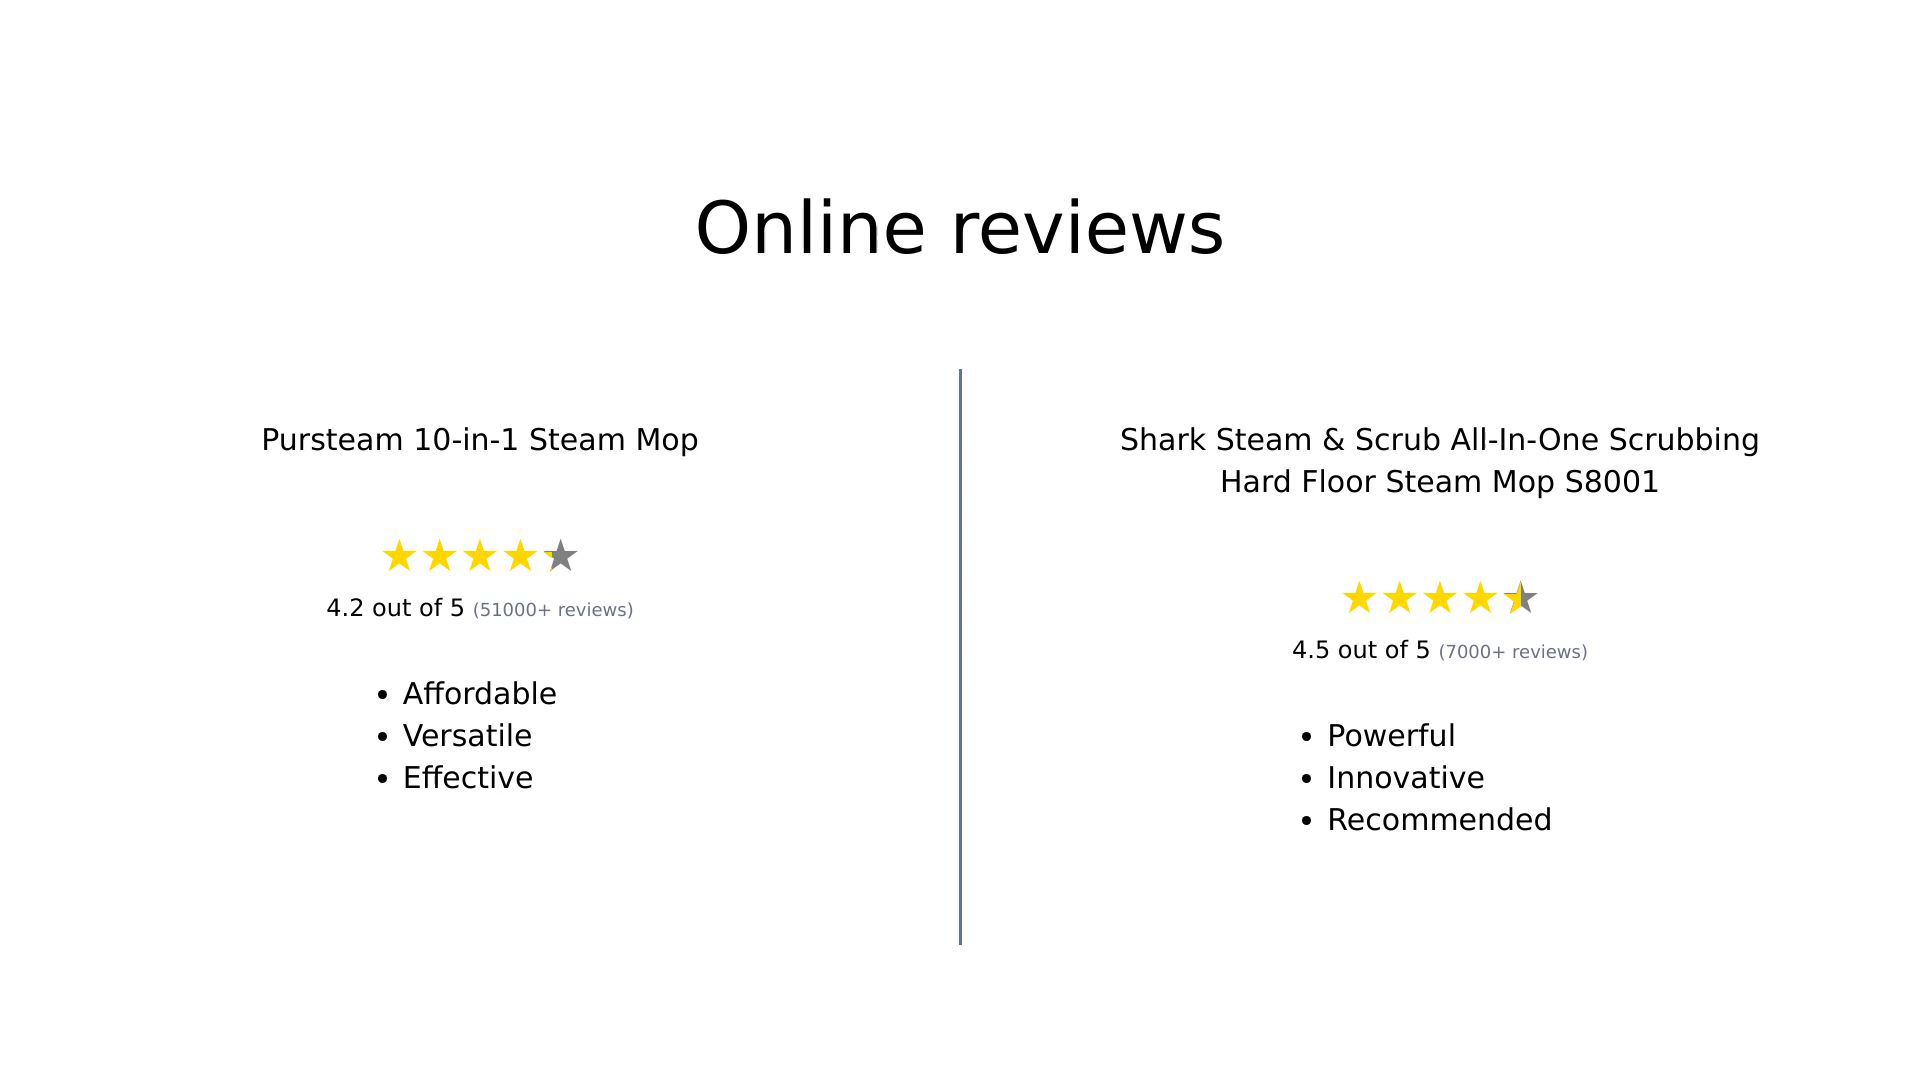 Online reviews
Pursteam 10-in-1 Steam Mop
4.2 out of 5 (51000+ reviews)
• Affordable
• Versatile
• Effective
Shark Steam & Scrub All-In-One Scrubbing
Hard Floor Steam Mop S8001
4.5 out of 5 (7000+ reviews)
• Powerful
• Innovative
• Recommended